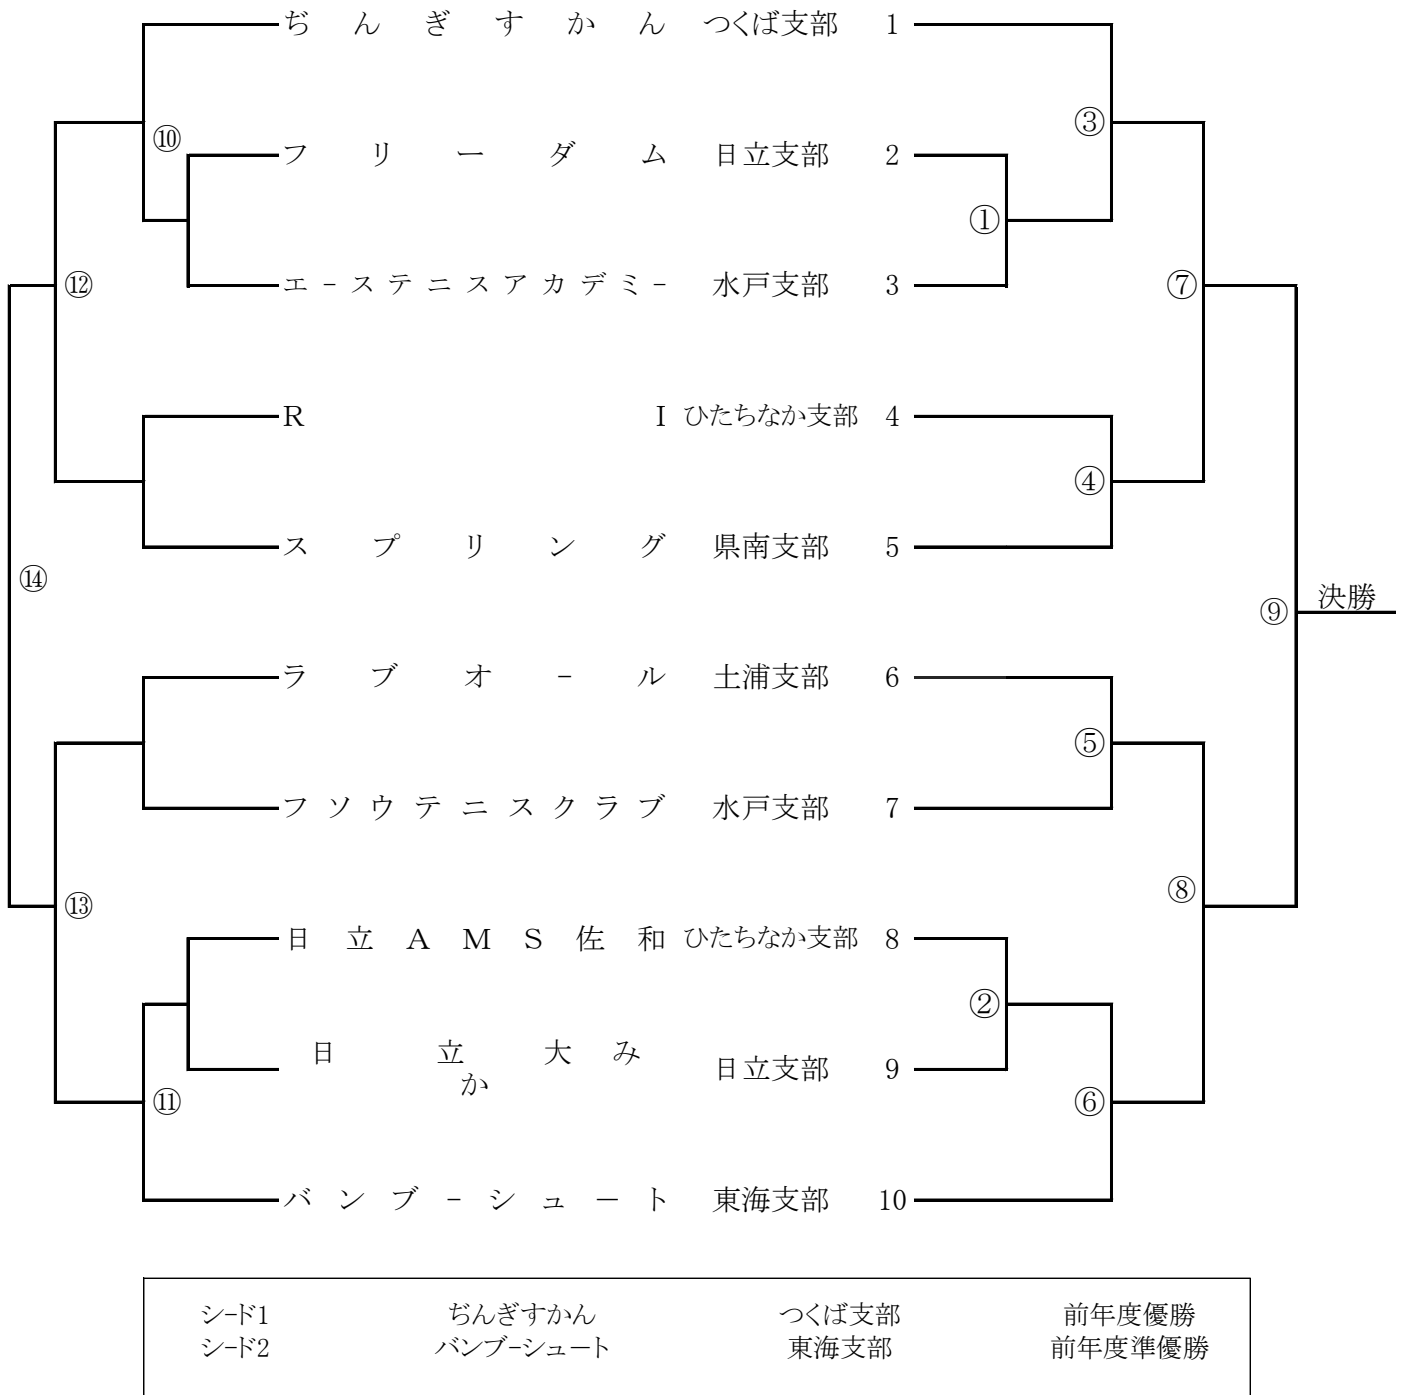 ぢんぎすかん つくば支部 1
③
⑩
フリーダム 日立支部 2
①
エ-ステニスアカデミ- 水戸支部 3
⑫
⑦
R I ひたちなか支部 4
④
スプリング 県南支部 5
⑭
⑨ 決勝
ラブオ-ル 土浦支部 6
⑤
フソウテニスクラブ 水戸支部 7
⑬
⑧
日立AMS佐和 ひたちなか支部 8
②
日立大み
か
日立支部 9
⑪
⑥
バンブ-シュート 東海支部 10
シ-ド1 ぢんぎすかん つくば支部 前年度優勝
シ-ド2 バンブ-シュート 東海支部 前年度準優勝